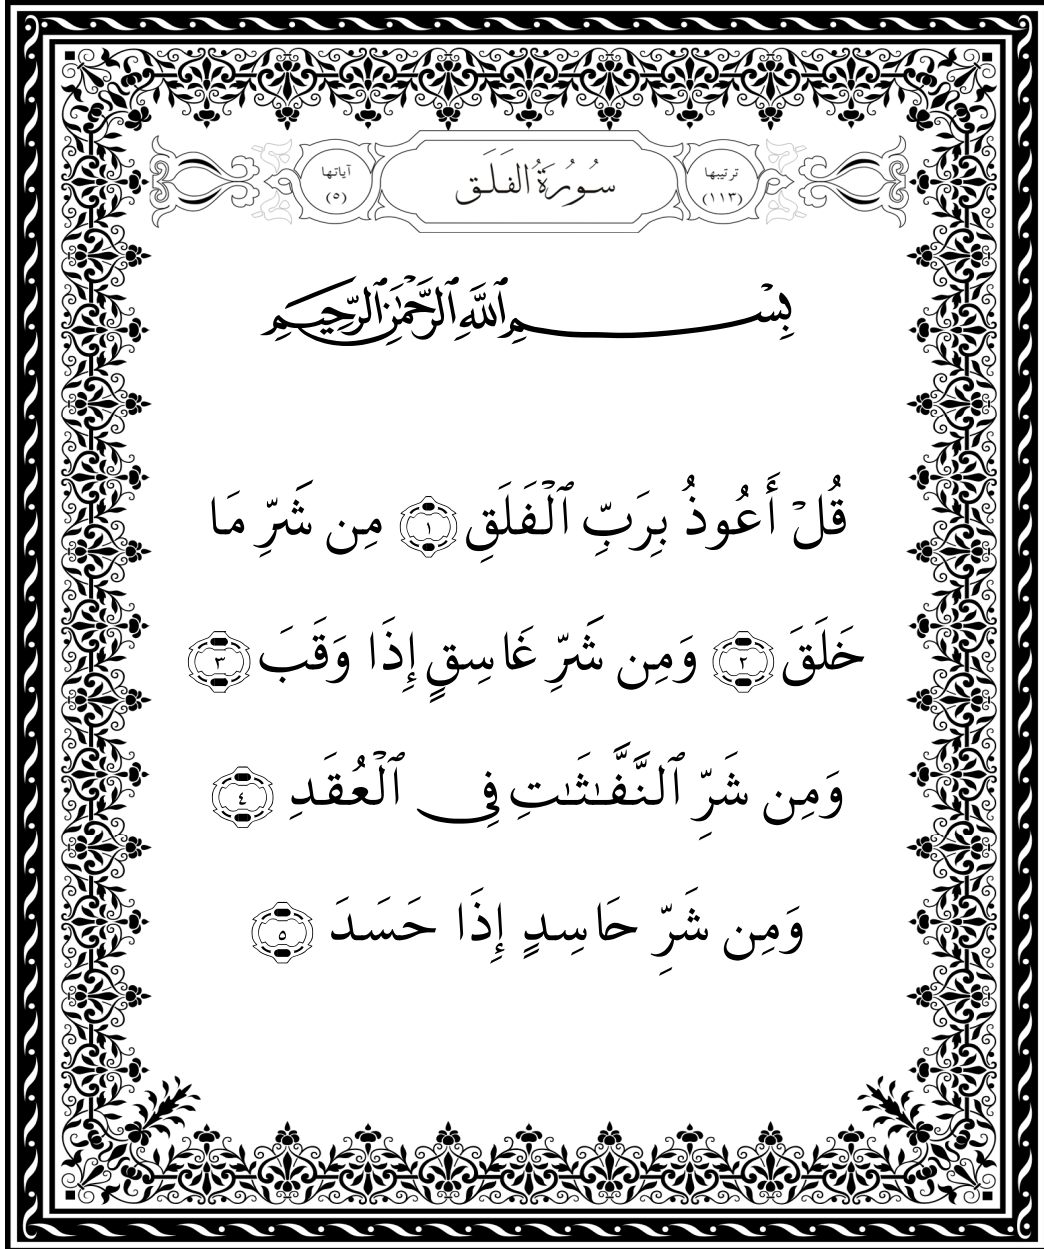 ترتيبها (١١٣) سُورَةُ الفَلَق آياتها (٥)
بِسْمِ ٱللَّهِ ٱلرَّحْمَٰنِ ٱلرَّحِيمِ
قُلۡ أَعُوذُ بِرَبِّ ٱلۡفَلَقِ ١ مِن شَرِّ مَا
خَلَقَ ٢ وَمِن شَرِّ غَاسِقٍ إِذَا وَقَبَ ٣
وَمِن شَرِّ ٱلنَّفَّٰثَٰتِ فِي ٱلۡعُقَدِ ٤
وَمِن شَرِّ حَاسِدٍ إِذَا حَسَدَ ٥